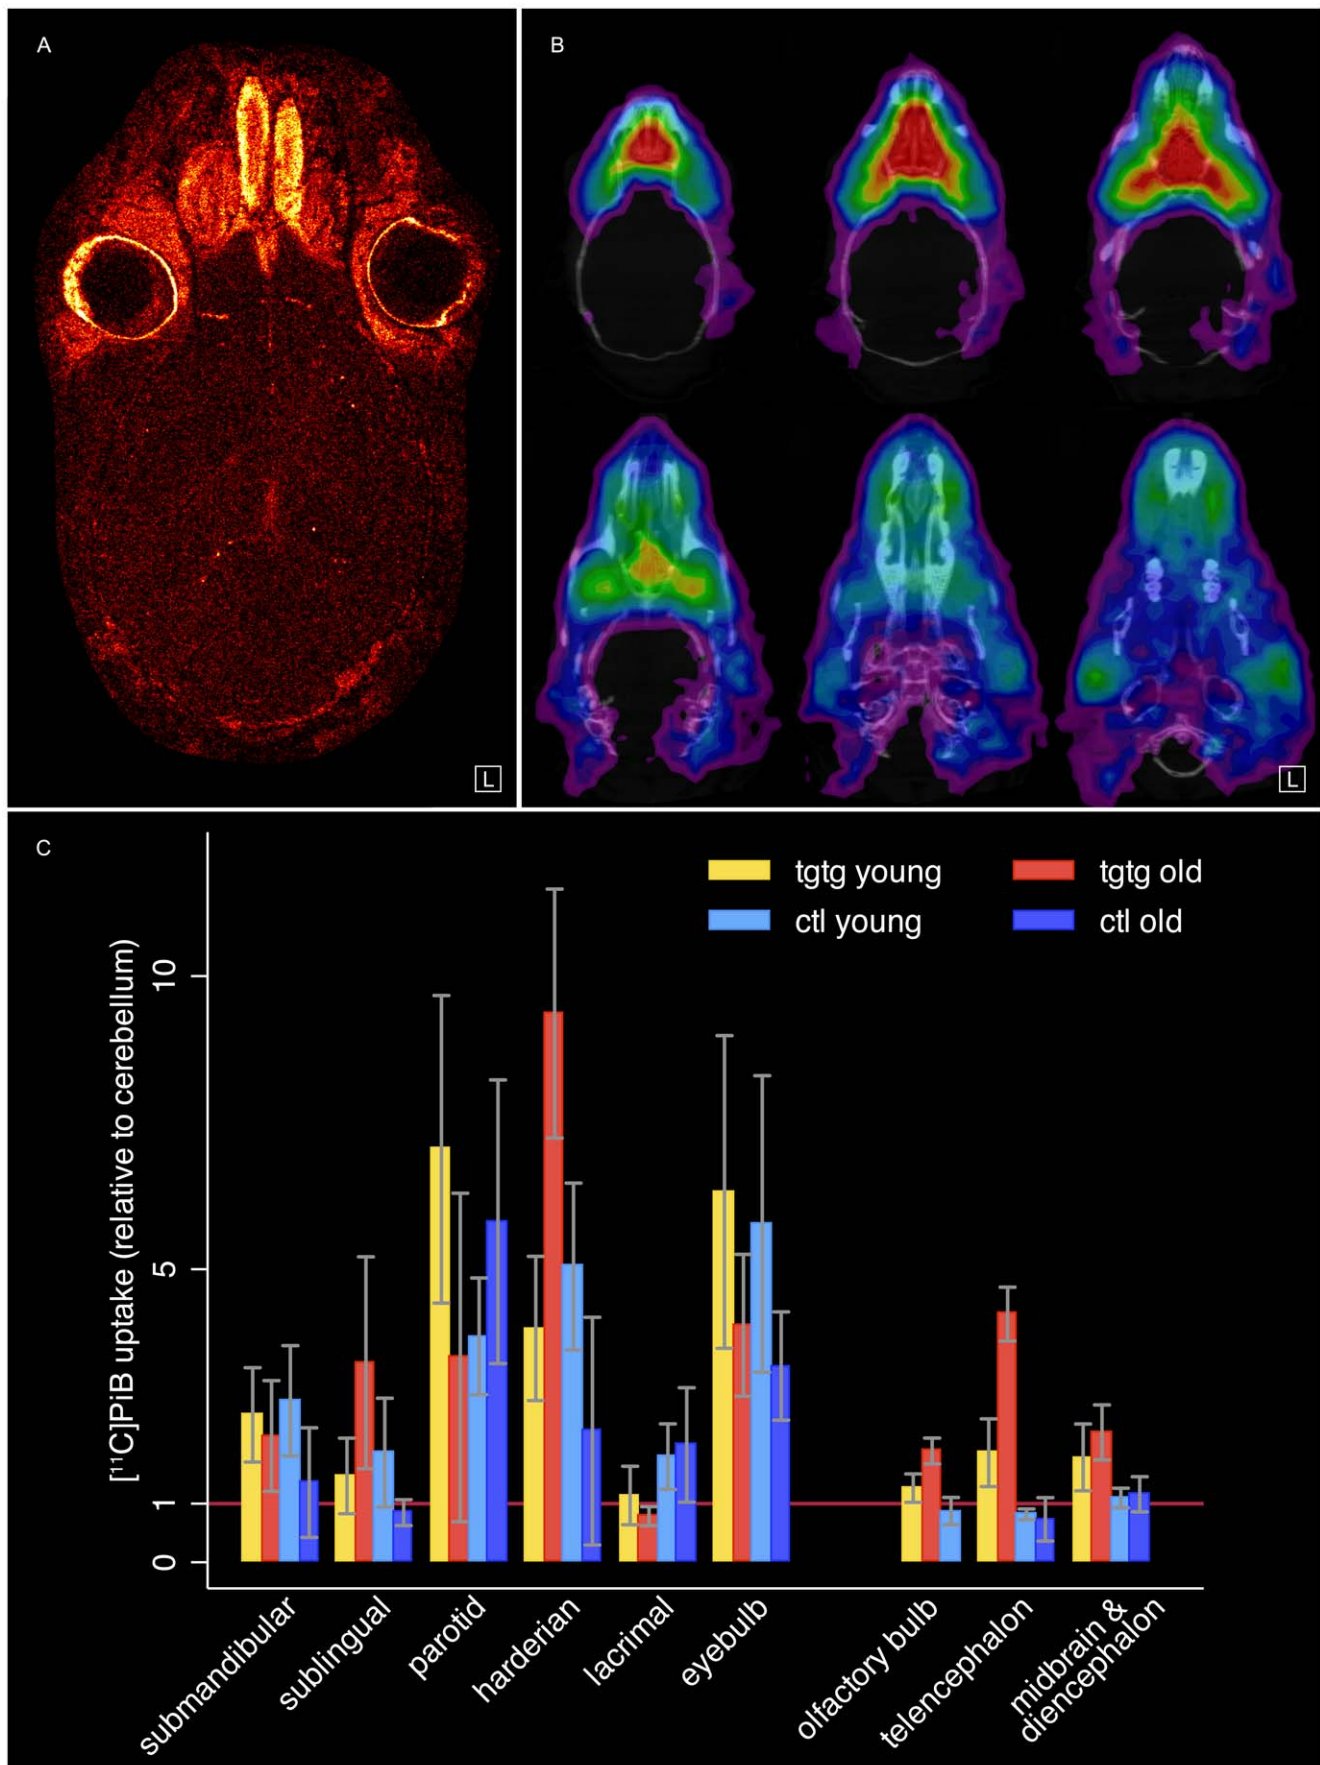 A
B
L
L
C
tgtg young
tgtg old
ctl young
ctl old
[¹¹C]PiB uptake (relative to cerebellum)
10
5
1
0
submandibular
sublingual
parotid
harderian
lacrimal
eyebulb
olfactory bulb
telencephalon
midbrain &
diencephalon